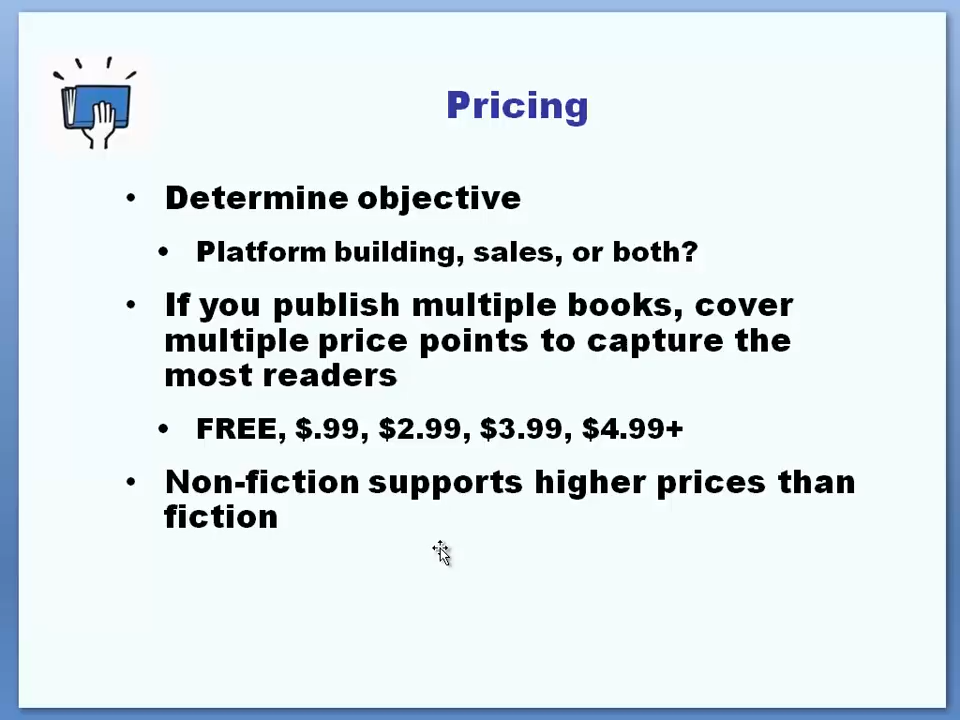 Pricing
• Determine objective
• Platform building, sales, or both?
• If you publish multiple books, cover
multiple price points to capture the
most readers
• FREE, $.99, $2.99, $3.99, $4.99+
• Non-fiction supports higher prices than
fiction